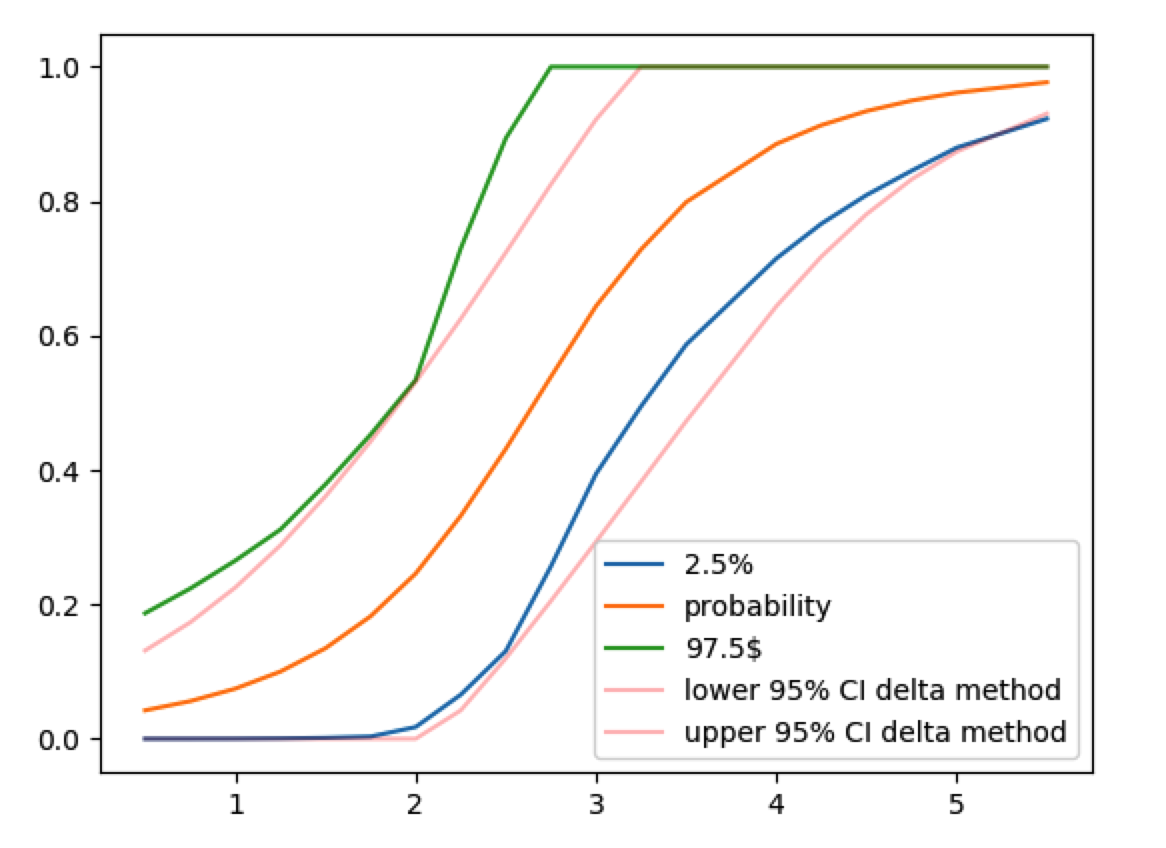 1.0
0.8
0.6
0.4
0.2
0.0
1 2 3 4 5
2.5%
probability
97.5$
lower 95% CI delta method
upper 95% CI delta method